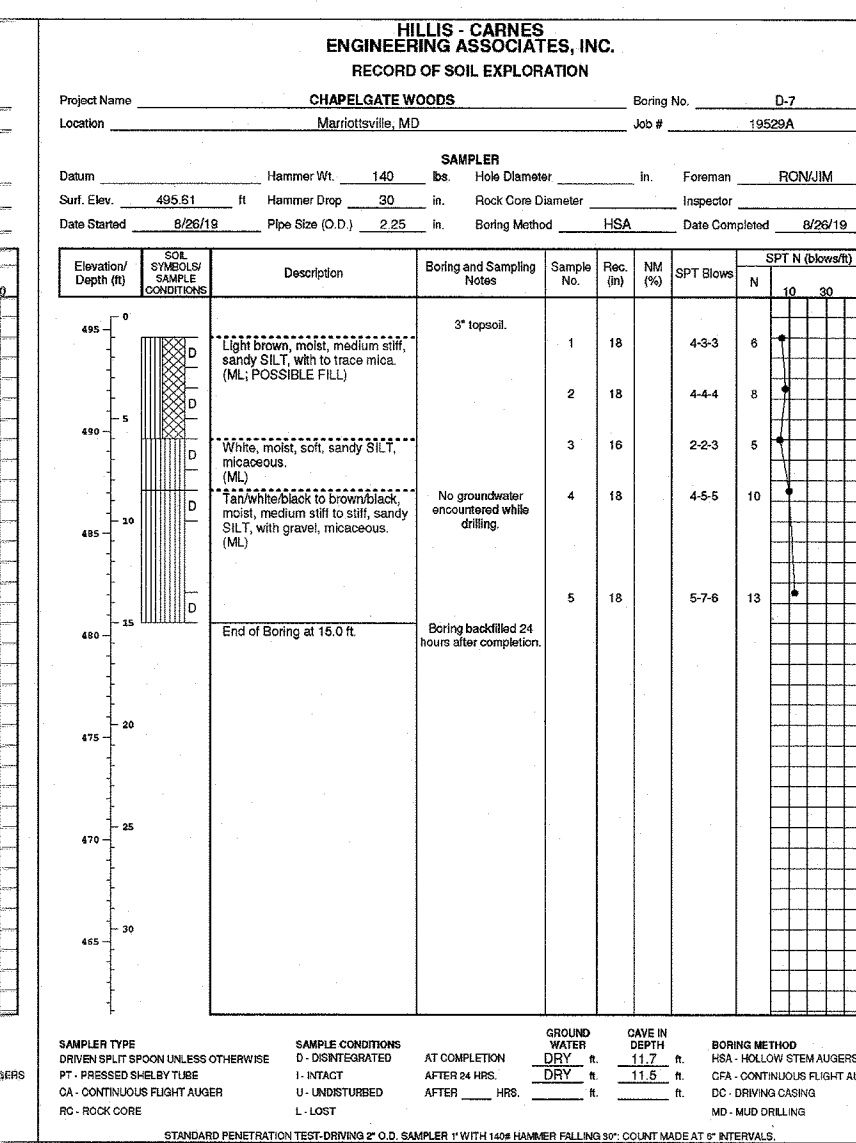 HILLIS - CARNES
ENGINEERING ASSOCIATES, INC.
RECORD OF SOIL EXPLORATION
Project Name CHAPELGATE WOODS Boring No. D-7
Location Marriottsville, MD Job # 19529A
SAMPLER
Datum Hammer Wt. 140 lbs. Hole Diameter in. Foreman RON/JIM
Surf. Elev. 495.61 ft Hammer Drop 30 in. Rock Core Diameter Inspector
Date Started 8/26/19 Pipe Size (O.D.) 2.25 in. Boring Method HSA Date Completed 8/26/19
Elevation/ Depth (ft) SOIL SYMBOLS/ SAMPLE CONDITIONS Description Boring and Sampling Notes Sample No. Rec. (in) NM (%) SPT Blows SPT N (blows/ft)
N 10 30
0
495 3" topsoil.
Light brown, moist, medium stiff, 1 18 4-3-3 6
D sandy SILT, with to trace mica.
(ML; POSSIBLE FILL)
D 2 18 4-4-4 8
5
490
White, moist, soft, sandy SILT, 3 16 2-2-3 5
D micaceous.
(ML)
Tan/white/black to brown/black, No groundwater 4 18 4-5-5 10
D moist, medium stiff to stiff, sandy encountered while
10 SILT, with gravel, micaceous. drilling.
485 (ML)
5 18 5-7-6 13
D
15
480 End of Boring at 15.0 ft. Boring backfilled 24
hours after completion.
20
475
25
470
30
465
GROUND WATER CAVE IN DEPTH
SAMPLER TYPE SAMPLE CONDITIONS BORING METHOD
DRIVEN SPLIT SPOON UNLESS OTHERWISE D - DISINTEGRATED AT COMPLETION DRY ft. 11.7 ft. HSA - HOLLOW STEM AUGERS
GERS PT - PRESSED SHELBY TUBE I - INTACT AFTER 24 HRS. DRY ft. 11.5 ft. CFA - CONTINUOUS FLIGHT AU
CA - CONTINUOUS FLIGHT AUGER U - UNDISTURBED AFTER HRS. ft. ft. DC - DRIVING CASING
RC - ROCK CORE L - LOST MD - MUD DRILLING
STANDARD PENETRATION TEST-DRIVING 2" O.D. SAMPLER 1' WITH 140# HAMMER FALLING 30": COUNT MADE AT 6" INTERVALS.